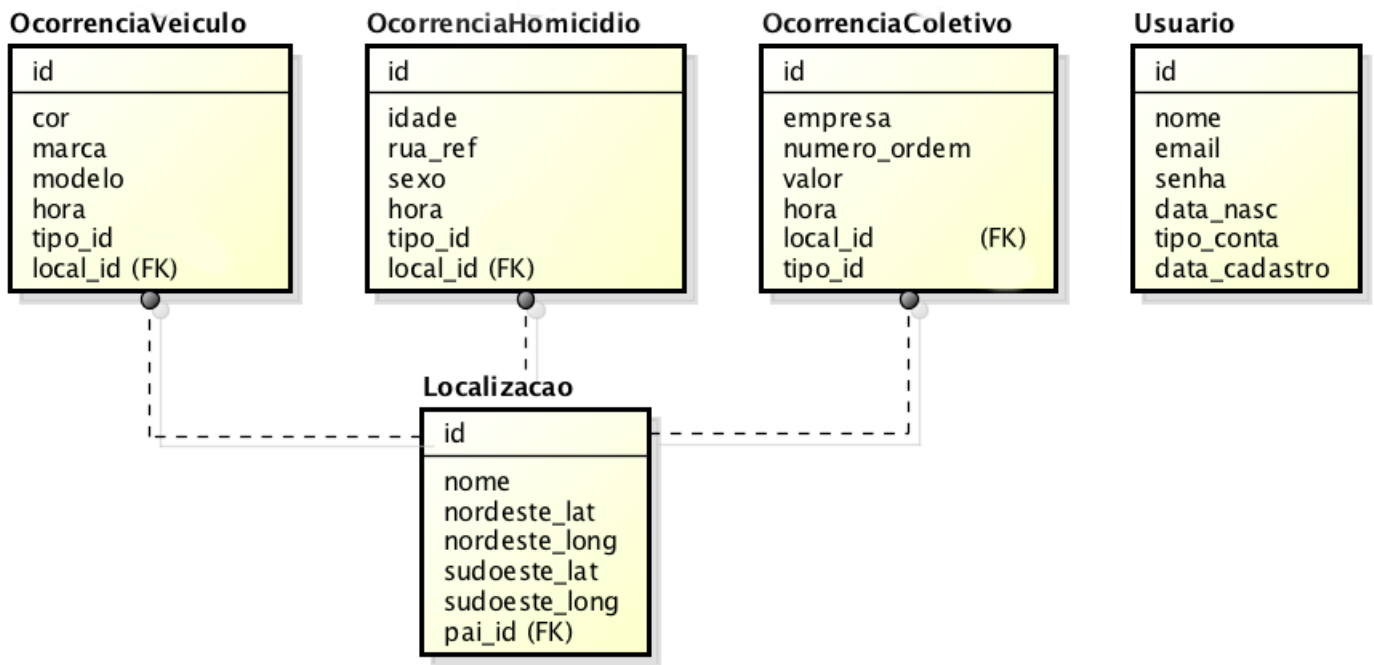 OcorrenciaVeiculo
id
cor
marca
modelo
hora
tipo_id
local_id (FK)
OcorrenciaHomicidio
id
idade
rua_ref
sexo
hora
tipo_id
local_id (FK)
OcorrenciaColetivo
id
empresa
numero_ordem
valor
hora
local_id (FK)
tipo_id
Usuario
id
nome
email
senha
data_nasc
tipo_conta
data_cadastro
Localizacao
id
nome
nordeste_lat
nordeste_long
sudoeste_lat
sudoeste_long
pai_id (FK)